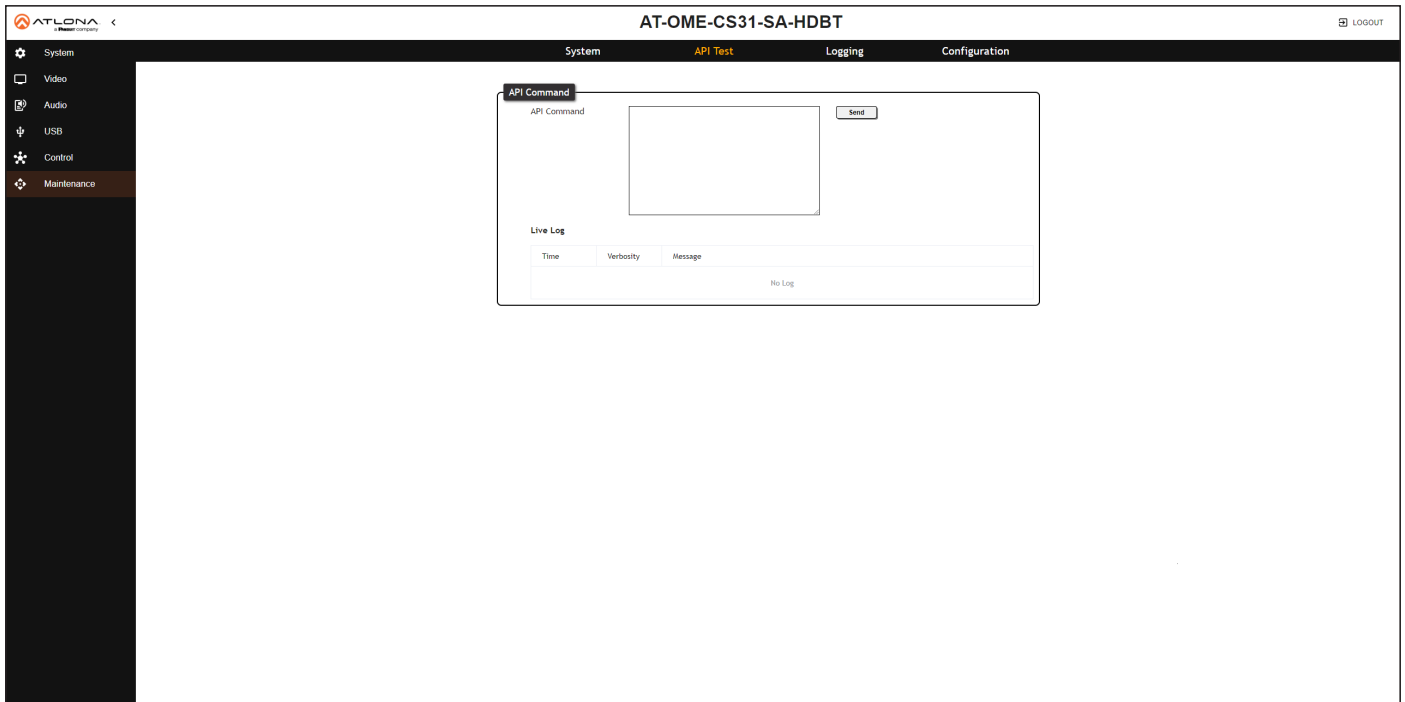 ATLONA
a Panduit company
AT-OME-CS31-SA-HDBT
LOGOUT
System
Video
Audio
USB
Control
Maintenance
System API Test Logging Configuration
API Command
API Command
Send
Live Log
Time Verbosity Message
No Log